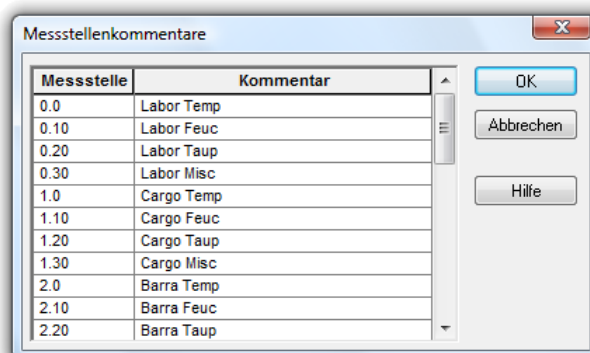 Messstellenkommentare
Messstelle Kommentar
0.0 Labor Temp
0.10 Labor Feuc
0.20 Labor Taup
0.30 Labor Misc
1.0 Cargo Temp
1.10 Cargo Feuc
1.20 Cargo Taup
1.30 Cargo Misc
2.0 Barra Temp
2.10 Barra Feuc
2.20 Barra Taup
OK
Abbrechen
Hilfe